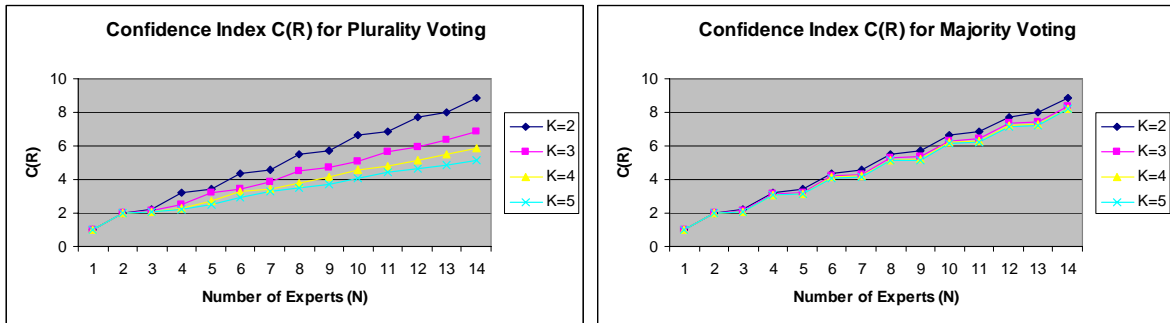 Confidence Index C(R) for Plurality Voting
C(R)
10
8
6
4
2
0
1 2 3 4 5 6 7 8 9 10 11 12 13 14
Number of Experts (N)
K=2
K=3
K=4
K=5
Confidence Index C(R) for Majority Voting
C(R)
10
8
6
4
2
0
1 2 3 4 5 6 7 8 9 10 11 12 13 14
Number of Experts (N)
K=2
K=3
K=4
K=5